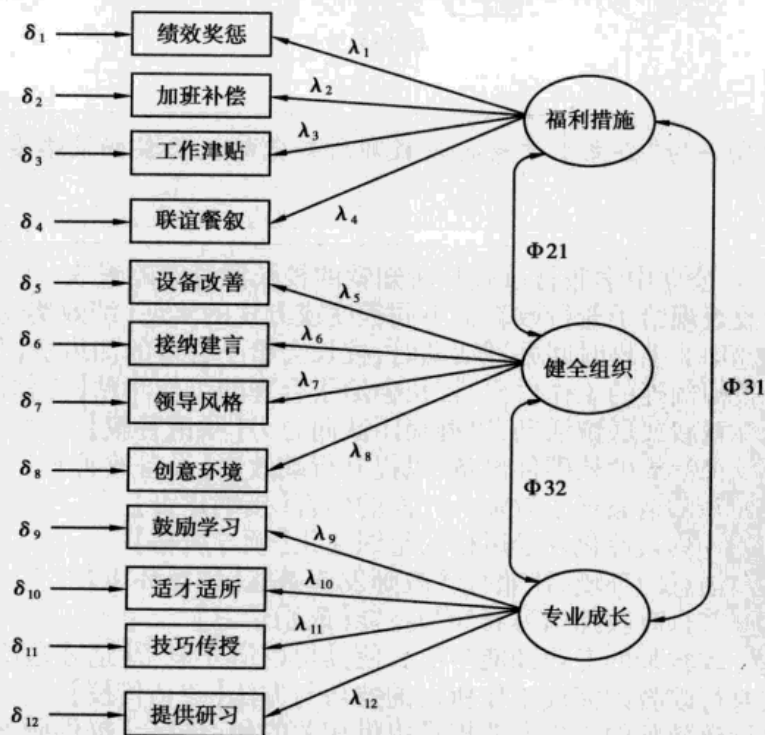 δ1 绩效奖惩 λ1
δ2 加班补偿 λ2 福利措施
δ3 工作津贴 λ3
δ4 联谊餐叙 λ4
Φ21
δ5 设备改善 λ5
δ6 接纳建言 λ6 健全组织
δ7 领导风格 λ7 Φ31
δ8 创意环境 λ8
Φ32
δ9 鼓励学习 λ9
δ10 适才适所 λ10 专业成长
δ11 技巧传授 λ11
δ12 提供研习 λ12